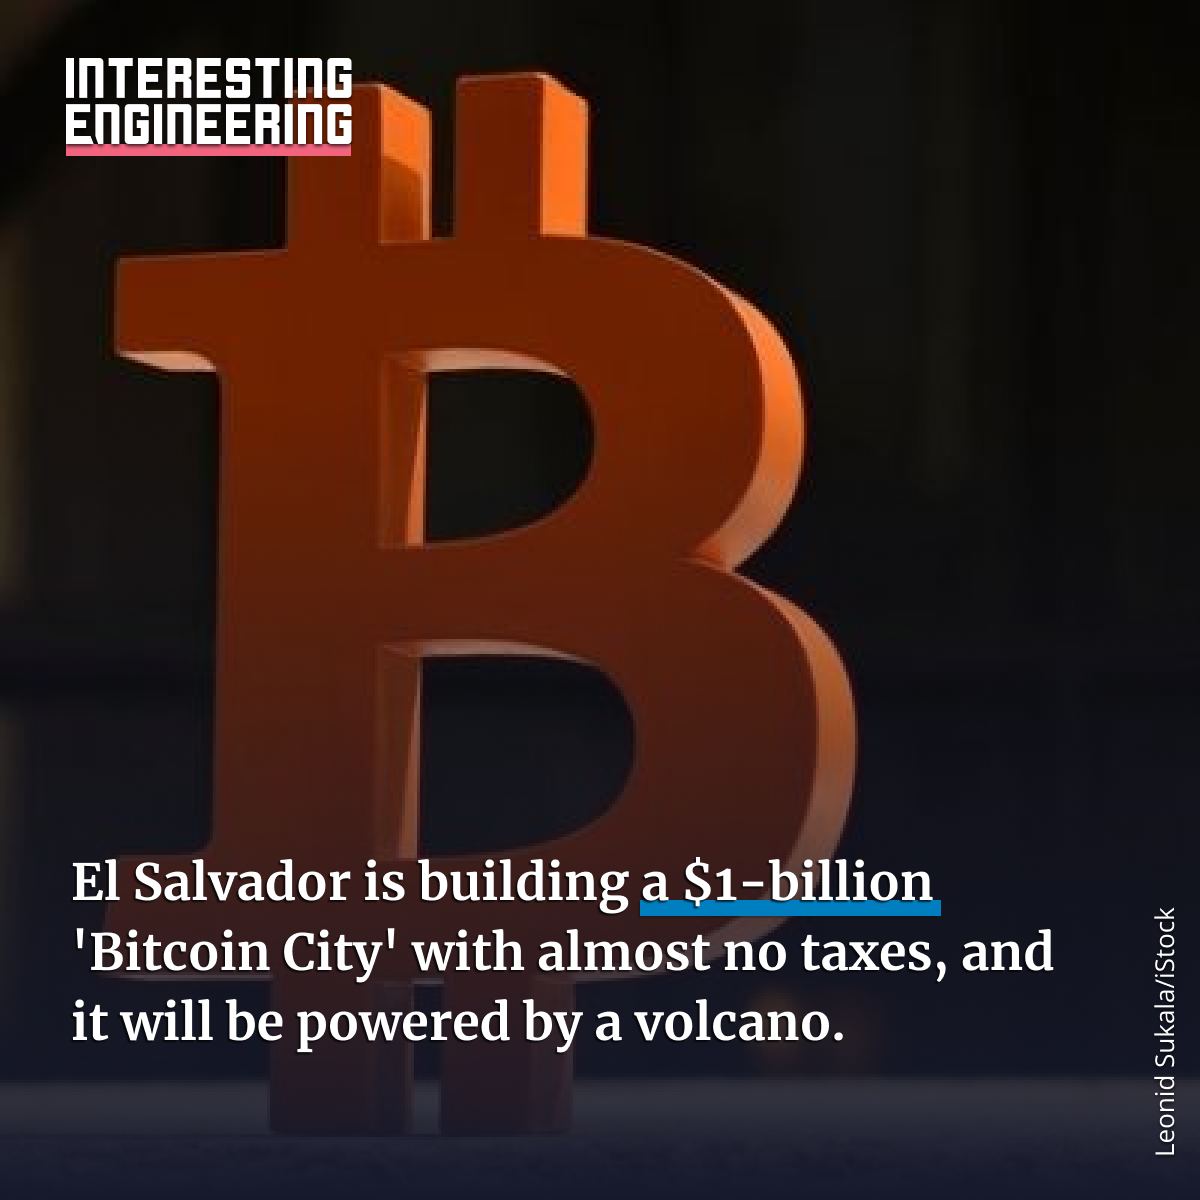 INTERESTING
ENGINEERING
El Salvador is building a $1-billion
'Bitcoin City' with almost no taxes, and
it will be powered by a volcano.
Leonid Sukala/iStock